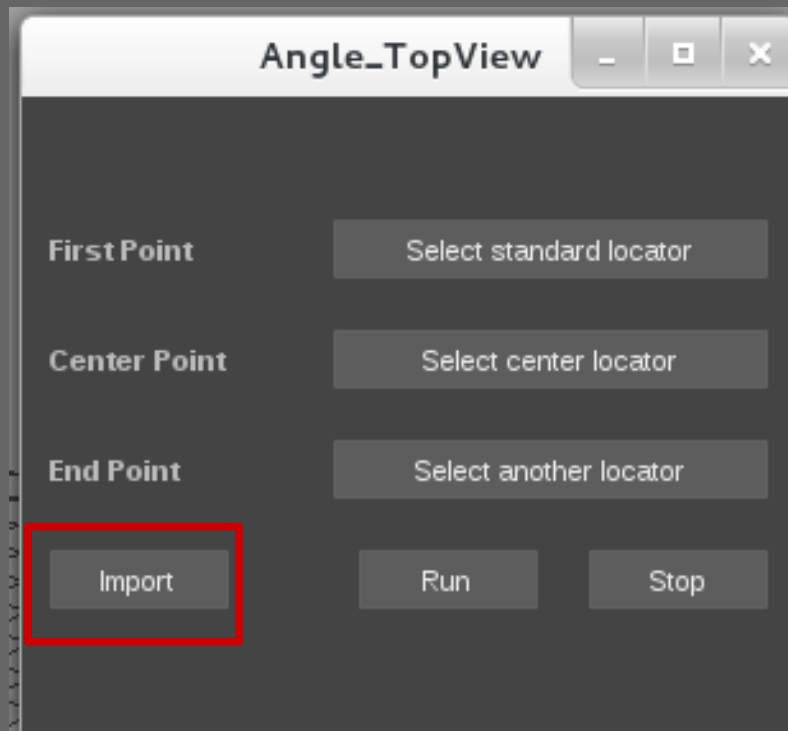 Angle_TopView
First Point Select standard locator
Center Point Select center locator
End Point Select another locator
Import Run Stop